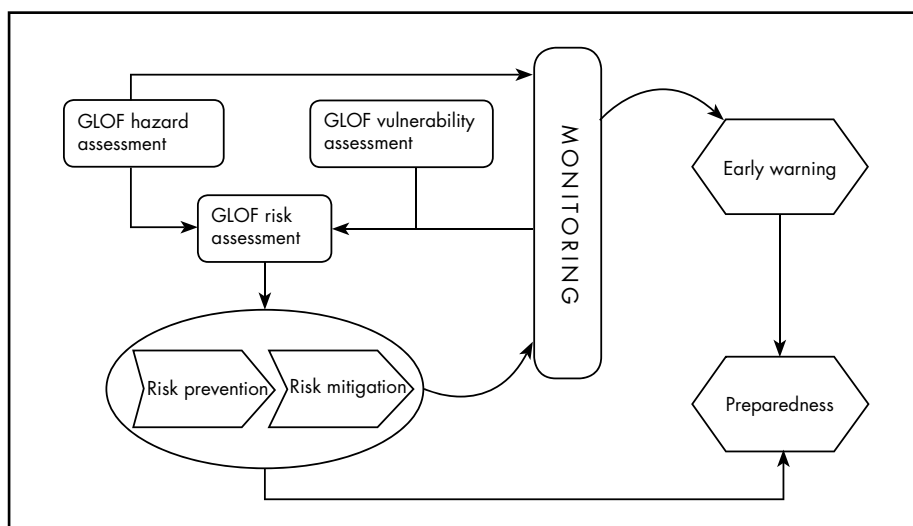 GLOF hazard
assessment
GLOF vulnerability
assessment
MONITORING
Early warning
GLOF risk
assessment
Risk prevention
Risk mitigation
Preparedness